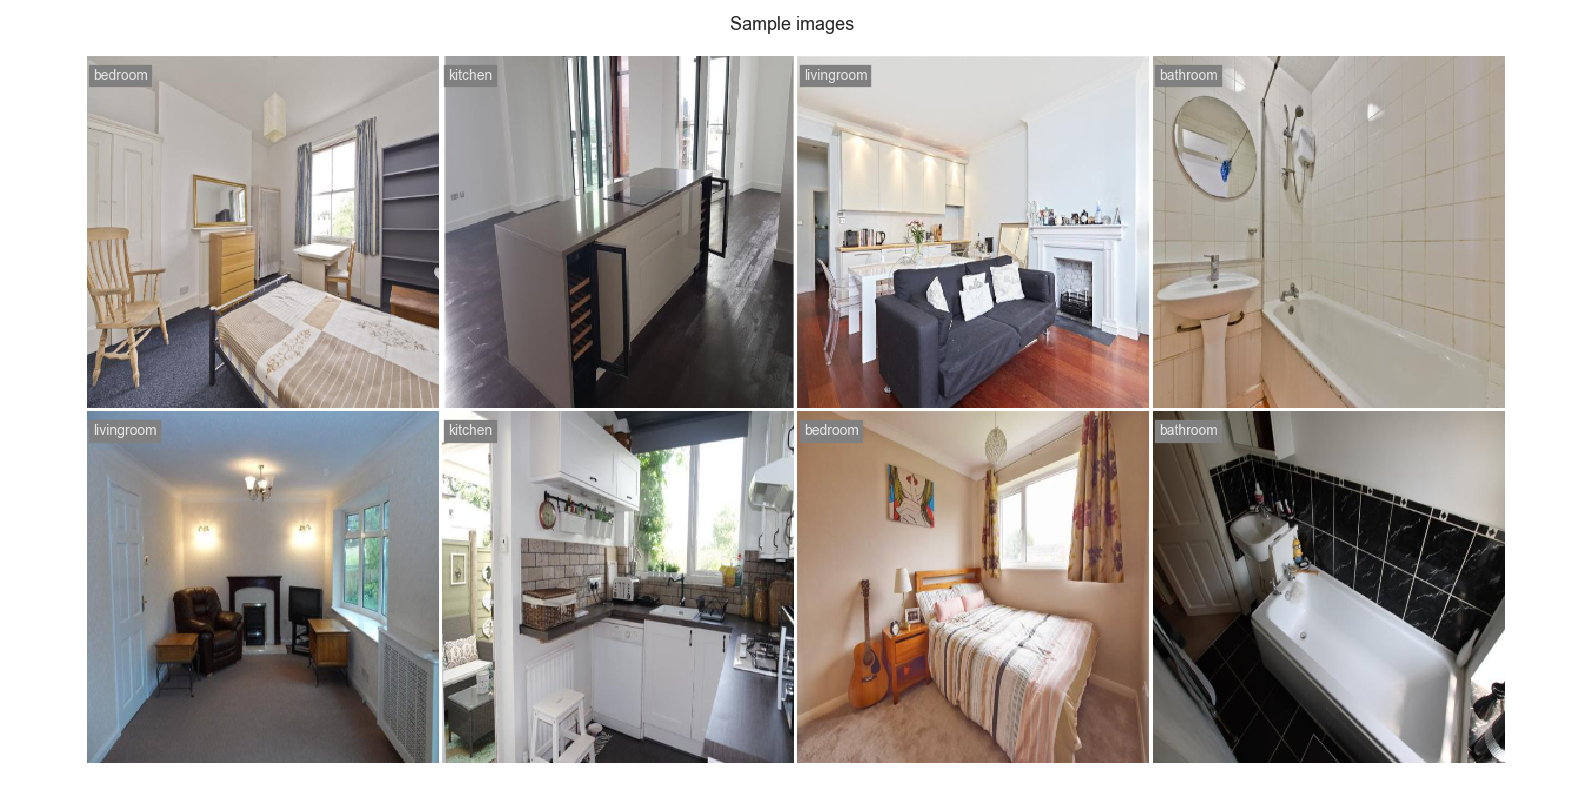 Sample images
bedroom
kitchen
livingroom
bathroom
livingroom
kitchen
bedroom
bathroom